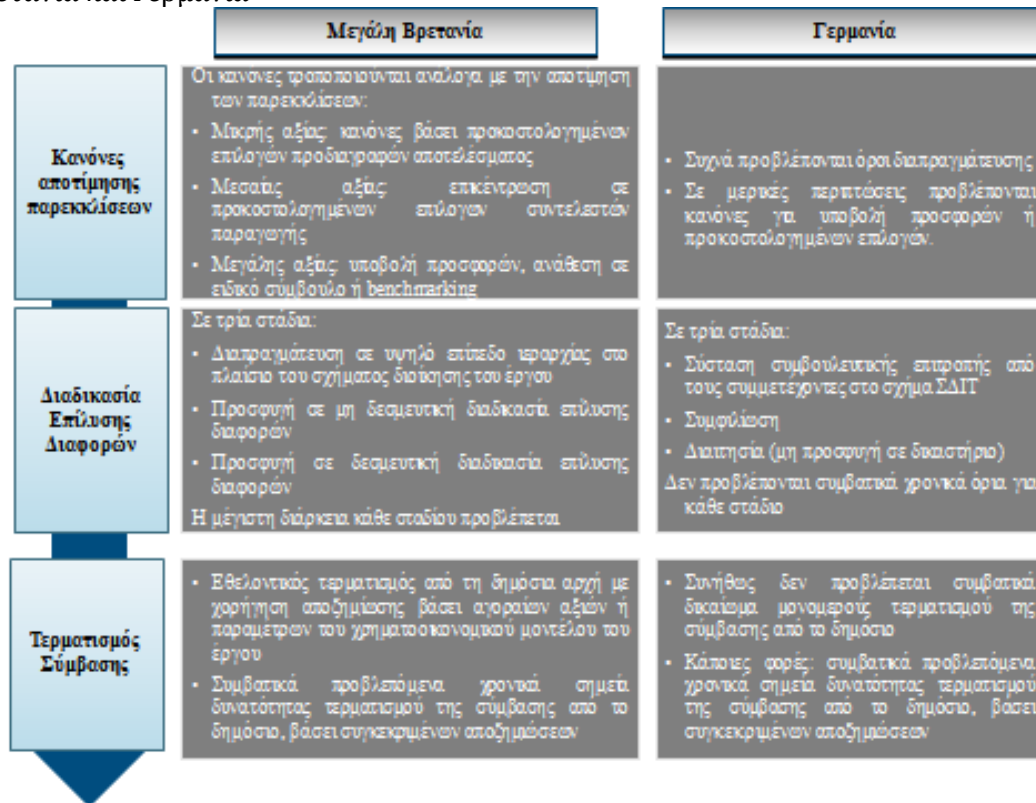 Μεγάλη Βρετανία
Γερμανία
Κανόνες
αποτίμησης
παρεκκλίσεων
Οι κανόνες τροποποιούνται ανάλογα με την αποτίμηση
των παρεκκλίσεων:
• Μικρής αξίας: κανόνες βάσει προκοστολογημένων
επιλογών προδιαγραφών αποτελέσματος
• Μεσαίας αξίας: επικέντρωση σε
προκοστολογημένων επιλογων συντελεστών
παραγωγής
• Μεγάλης αξίας: υποβολή προσφορών, ανάθεση σε
ειδικό σύμβουλο ή benchmarking
• Συχνά προβλέπονται όροι διαπραγμάτευσης
• Σε μερικές περιπτώσεις προβλέπονται
κανόνες για υποβολή προσφορών ή
προκοστολογημένων επιλογών.
Διαδικασία
Επίλυσης
Διαφορών
Σε τρία στάδια:
• Διαπραγμάτευση σε υψηλό επίπεδο ιεραρχίας στο
πλαίσιο του σχήματος διοίκησης του έργου
• Προσφυγή σε μη δεσμευτική διαδικασία επίλυσης
διαφορών
• Προσφυγή σε δεσμευτική διαδικασία επίλυσης
διαφορών
Η μέγιστη διάρκεια κάθε σταδίου προβλέπεται
Σε τρία στάδια:
• Σύσταση συμβουλευτικής επιτροπής από
τους συμμετέχοντες στο σχήμα ΣΔΙΤ
• Συμφιλίωση
• Διαιτησία (μη προσφυγή σε δικαστήριο)
Δεν προβλέπονται συμβατικά χρονικά όρια για
κάθε στάδιο
Τερματισμός
Σύμβασης
• Εθελοντικός τερματισμός από τη δημόσια αρχή με
χορήγηση αποζημίωσης βάσει αγοραίων αξιών ή
παραμέτρων του χρηματοοικονομικού μοντέλου του
έργου
• Συμβατικά προβλεπόμενα χρονικά σημεία
δυνατότητας τερματισμού της σύμβασης από το
δημόσιο, βάσει συγκεκριμένων αποζημιώσεων
• Συνήθως δεν προβλέπεται συμβατικά
δικαίωμα μονομερούς τερματισμού της
σύμβασης από το δημόσιο
• Κάποιες φορές: συμβατικά προβλεπόμενα
χρονικά σημεία δυνατότητας τερματισμού
της σύμβασης από το δημόσιο, βάσει
συγκεκριμένων αποζημιώσεων